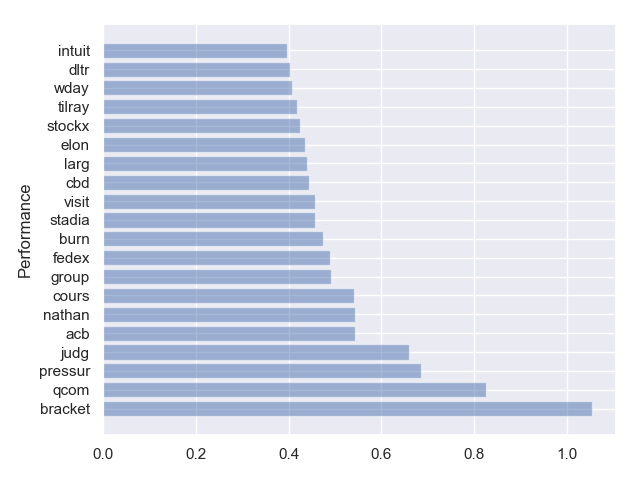 intuit
dltr
wday
tilray
stockx
elon
larg
cbd
visit
stadia
burn
fedex
group
cours
nathan
acb
judg
pressur
qcom
bracket
Performance
0.0 0.2 0.4 0.6 0.8 1.0